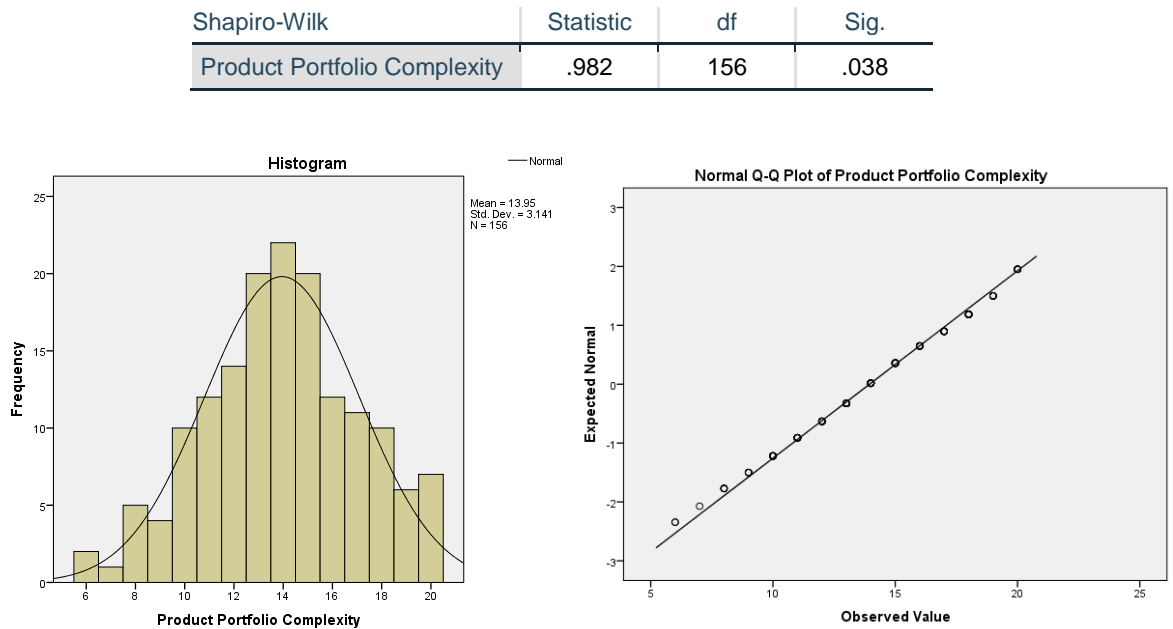 Shapiro-Wilk Statistic df Sig.
Product Portfolio Complexity .982 156 .038
Histogram
Normal
Mean = 13.95
Std. Dev. = 3.141
N = 156
25
20
15
10
5
0
Frequency
6 8 10 12 14 16 18 20
Product Portfolio Complexity
Normal Q-Q Plot of Product Portfolio Complexity
3
2
1
0
-1
-2
-3
Expected Normal
5 10 15 20 25
Observed Value